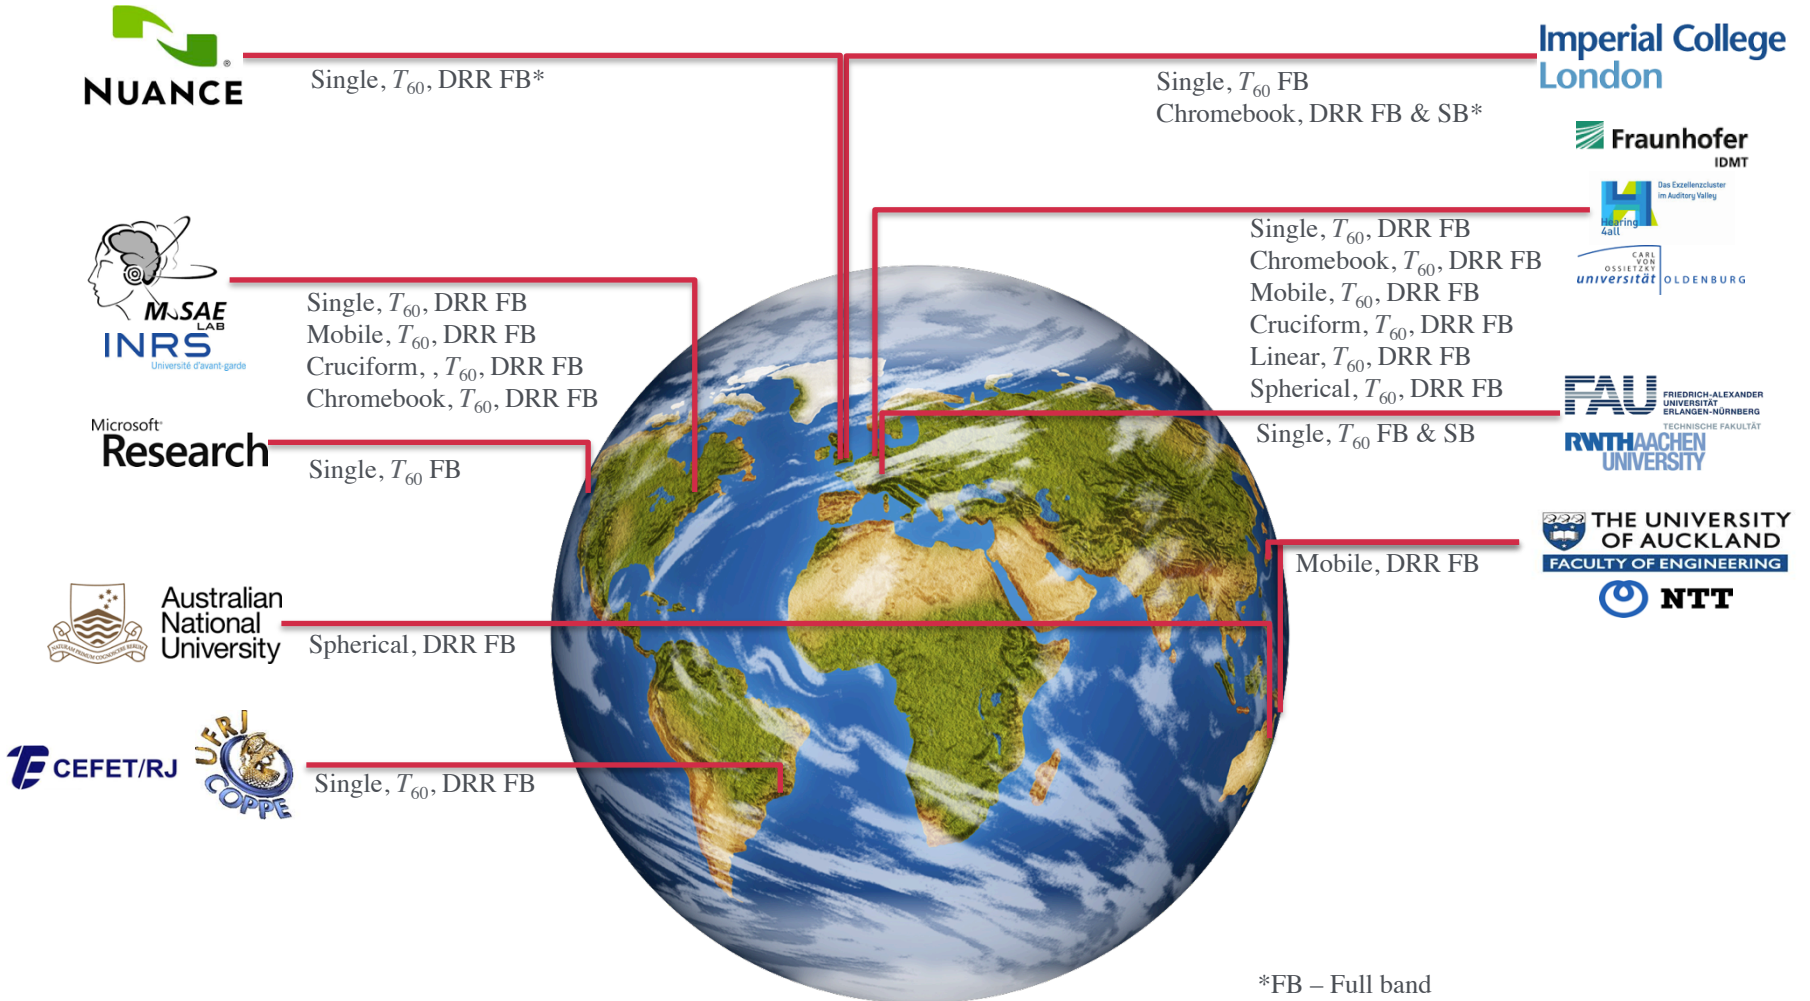 NUANCE
®
Single, T60, DRR FB*
MuSAE
LAB
INRS
Université d'avant-garde
Single, T60, DRR FB
Mobile, T60, DRR FB
Cruciform, , T60, DRR FB
Chromebook, T60, DRR FB
Microsoft®
Research
Single, T60 FB
Australian
National
University
NATURAM PRIMUM COGNOSCERE RERUM
Spherical, DRR FB
CEFET/RJ
UFRJ
COPPE
Single, T60, DRR FB
Imperial College
London
Single, T60 FB
Chromebook, DRR FB & SB*
Fraunhofer
IDMT
Das Exzellenzcluster
im Auditory Valley
Hearing
4all
CARL
VON
OSSIETZKY
universität OLDENBURG
Single, T60, DRR FB
Chromebook, T60, DRR FB
Mobile, T60, DRR FB
Cruciform, T60, DRR FB
Linear, T60, DRR FB
Spherical, T60, DRR FB
FAU
FRIEDRICH-ALEXANDER
UNIVERSITÄT
ERLANGEN-NÜRNBERG
TECHNISCHE FAKULTÄT
RWTHAACHEN
UNIVERSITY
Single, T60 FB & SB
THE UNIVERSITY
OF AUCKLAND
FACULTY OF ENGINEERING
NTT
Mobile, DRR FB
*FB – Full band